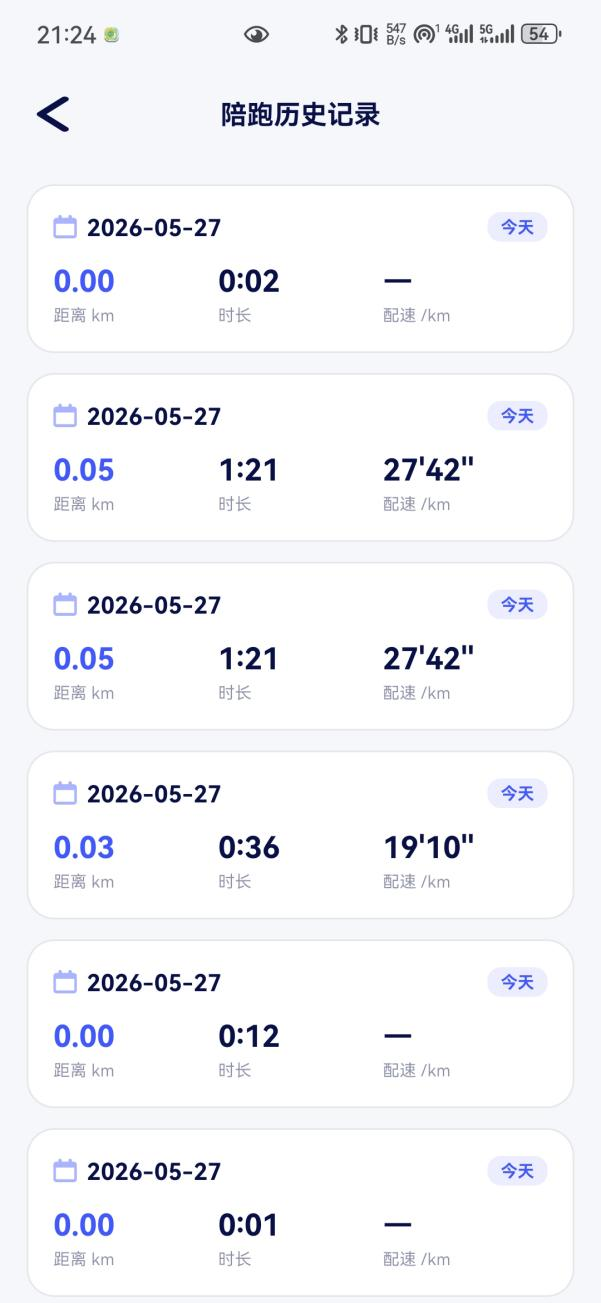 21:24 547 B/s 1 4G 5G 54
陪跑历史记录
2026-05-27 今天
0.00 0:02 —
距离 km 时长 配速 /km
2026-05-27 今天
0.05 1:21 27'42"
距离 km 时长 配速 /km
2026-05-27 今天
0.05 1:21 27'42"
距离 km 时长 配速 /km
2026-05-27 今天
0.03 0:36 19'10"
距离 km 时长 配速 /km
2026-05-27 今天
0.00 0:12 —
距离 km 时长 配速 /km
2026-05-27 今天
0.00 0:01 —
距离 km 时长 配速 /km